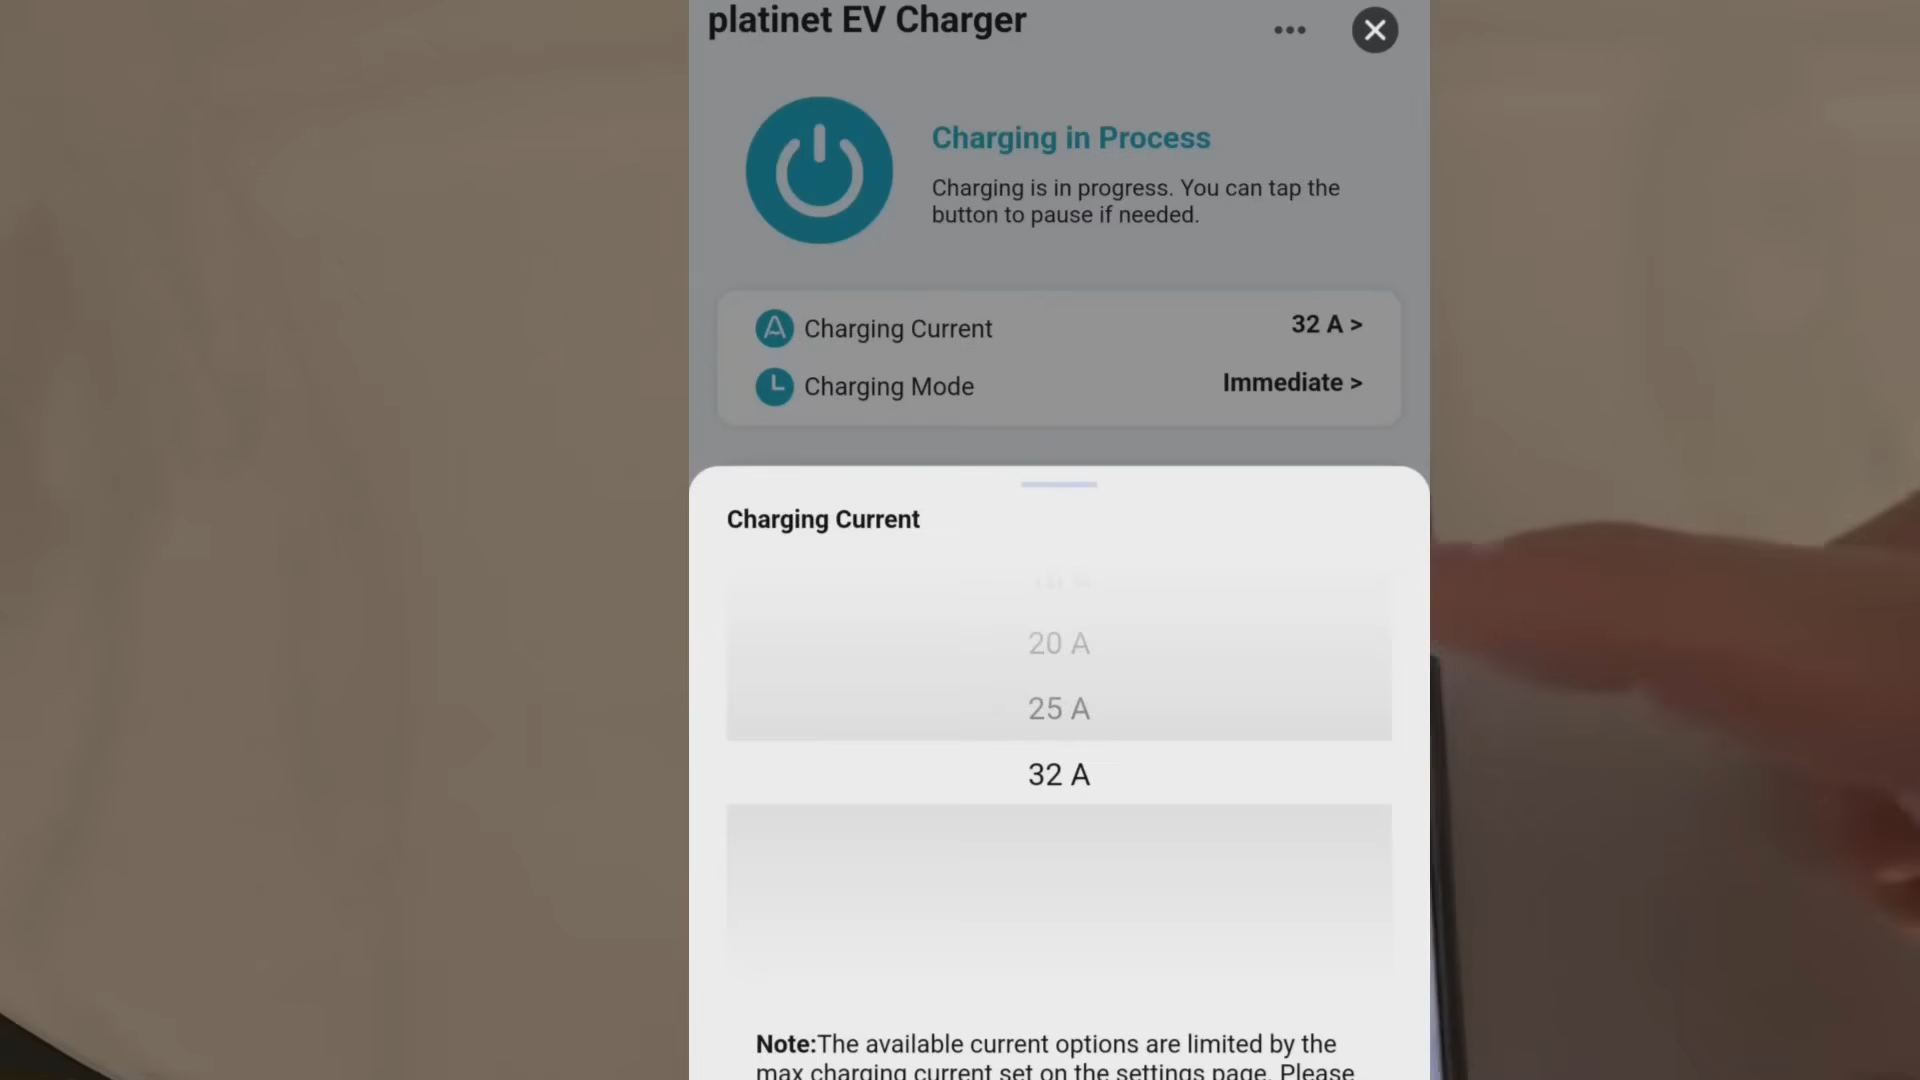 platinet EV Charger
Charging in Process
Charging is in progress. You can tap the
button to pause if needed.
Charging Current
32 A >
Charging Mode
Immediate >
Charging Current
20 A
25 A
32 A
Note:The available current options are limited by the
max charging current set on the settings page. Please